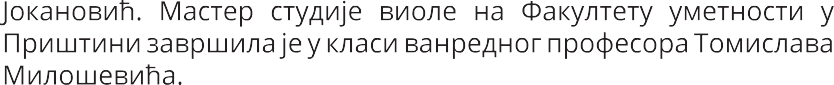 Јокановић. Мастер студије виоле на Факултету уметности у
Приштини завршила је у класи ванредног професора Томислава
Милошевића.